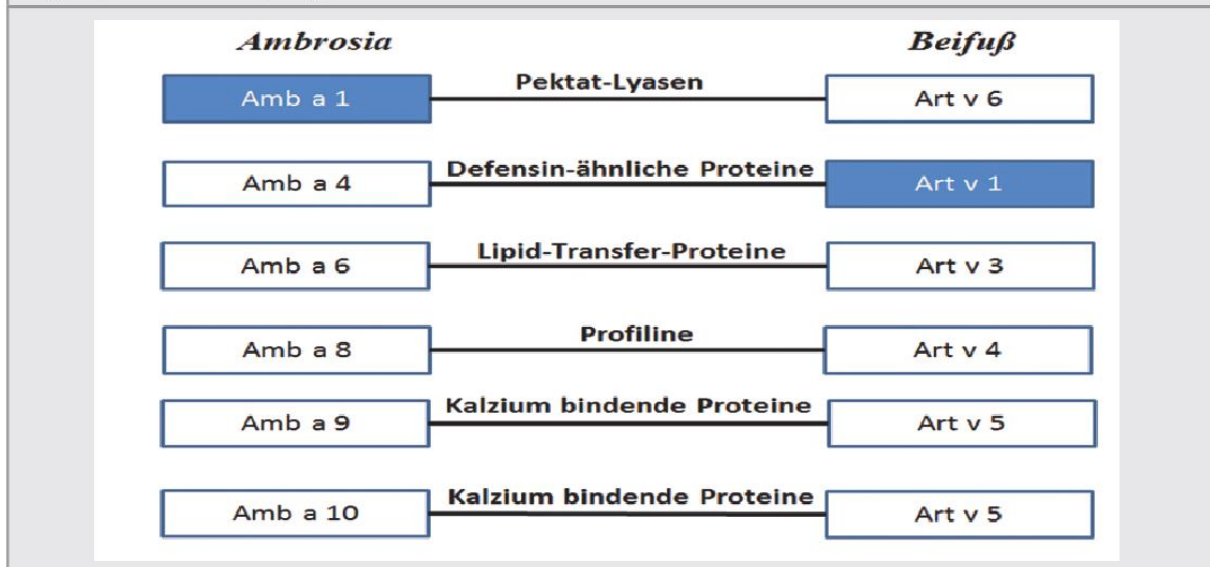 Ambrosia Beifuß
Amb a 1 Pektat-Lyasen Art v 6
Amb a 4 Defensin-ähnliche Proteine Art v 1
Amb a 6 Lipid-Transfer-Proteine Art v 3
Amb a 8 Profiline Art v 4
Amb a 9 Kalzium bindende Proteine Art v 5
Amb a 10 Kalzium bindende Proteine Art v 5